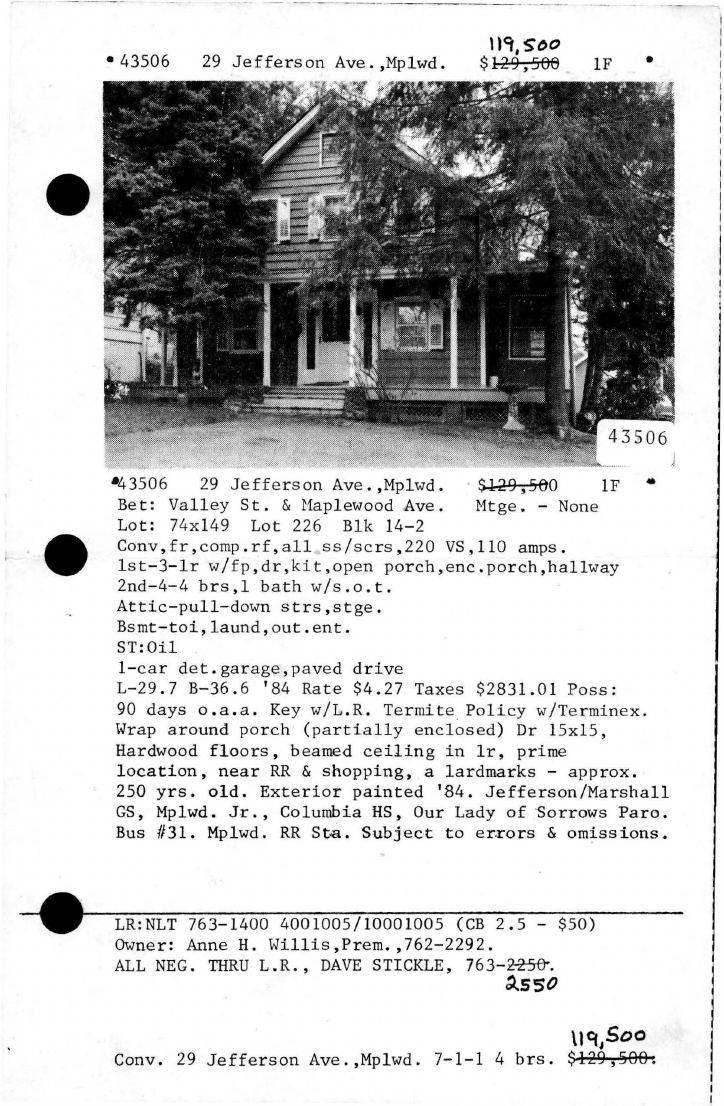 119,500
43506 29 Jefferson Ave.,Mplwd. $129,500 1F
43506
43506 29 Jefferson Ave.,Mplwd. $129,500 1F
Bet: Valley St. & Maplewood Ave. Mtge. - None
Lot: 74x149 Lot 226 Blk 14-2
Conv,fr,comp.rf,all ss/scrs,220 VS,110 amps.
1st-3-lr w/fp,dr,kit,open porch,enc.porch,hallway
2nd-4-4 brs,1 bath w/s.o.t.
Attic-pull-down strs,stge.
Bsmt-toi,laund,out.ent.
ST:Oil
1-car det.garage,paved drive
L-29.7 B-36.6 '84 Rate $4.27 Taxes $2831.01 Poss:
90 days o.a.a. Key w/L.R. Termite Policy w/Terminex.
Wrap around porch (partially enclosed) Dr 15x15,
Hardwood floors, beamed ceiling in lr, prime
location, near RR & shopping, a lardmarks - approx.
250 yrs. old. Exterior painted '84. Jefferson/Marshall
GS, Mplwd. Jr., Columbia HS, Our Lady of Sorrows Paro.
Bus #31. Mplwd. RR Sta. Subject to errors & omissions.
LR:NLT 763-1400 4001005/10001005 (CB 2.5 - $50)
Owner: Anne H. Willis,Prem.,762-2292.
ALL NEG. THRU L.R., DAVE STICKLE, 763-2250.
2550
119,500
Conv. 29 Jefferson Ave.,Mplwd. 7-1-1 4 brs. $129,500.